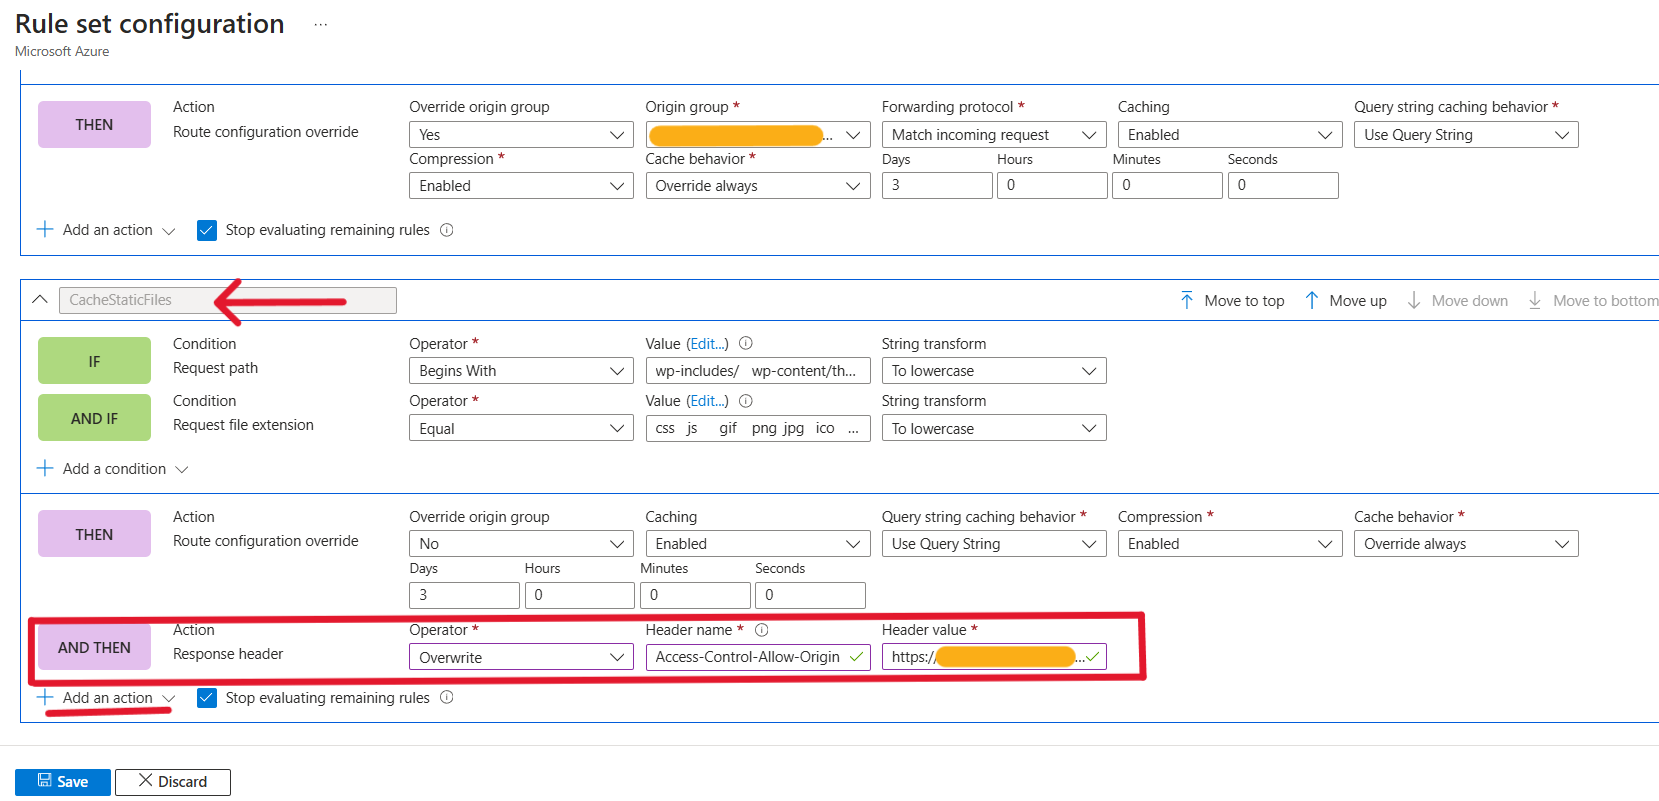 Rule set configuration ...
Microsoft Azure
THEN
Action
Route configuration override
Override origin group
Yes
Origin group *
...
Forwarding protocol *
Match incoming request
Caching
Enabled
Query string caching behavior *
Use Query String
Compression *
Enabled
Cache behavior *
Override always
Days
3
Hours
0
Minutes
0
Seconds
0
Add an action
Stop evaluating remaining rules
CacheStaticFiles
Move to top
Move up
Move down
Move to bottom
IF
Condition
Request path
Operator *
Begins With
Value (Edit...)
wp-includes/ wp-content/th...
String transform
To lowercase
AND IF
Condition
Request file extension
Operator *
Equal
Value (Edit...)
css js gif png jpg ico ...
String transform
To lowercase
Add a condition
THEN
Action
Route configuration override
Override origin group
No
Caching
Enabled
Query string caching behavior *
Use Query String
Compression *
Enabled
Cache behavior *
Override always
Days
3
Hours
0
Minutes
0
Seconds
0
AND THEN
Action
Response header
Operator *
Overwrite
Header name *
Access-Control-Allow-Origin
Header value *
https:/ ...
Add an action
Stop evaluating remaining rules
Save
Discard